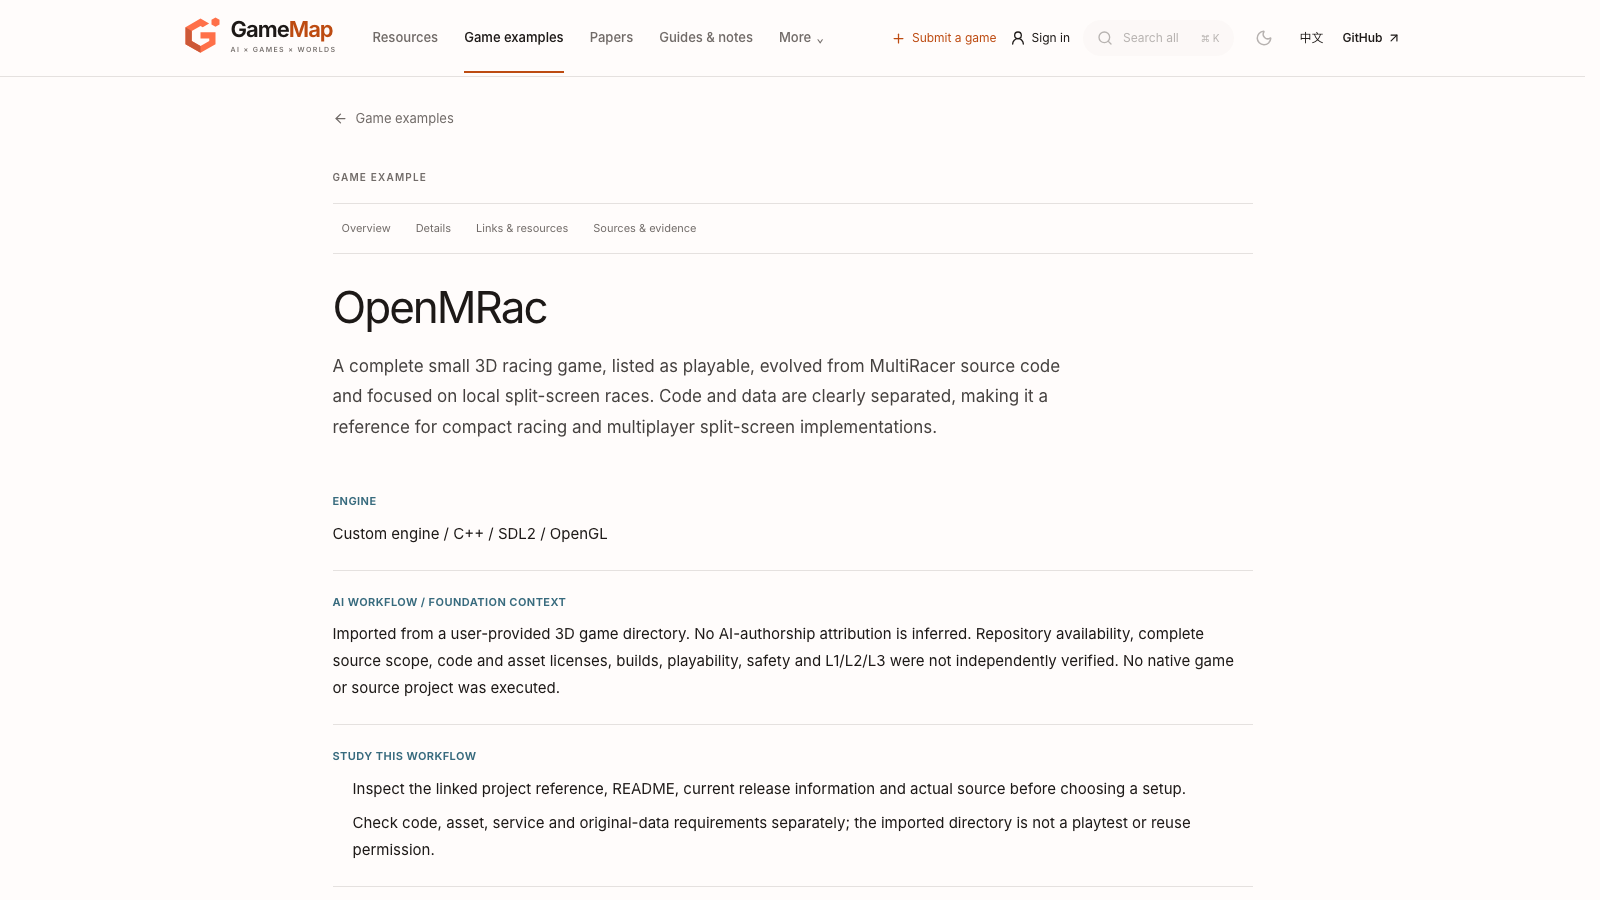 GameMap
AI × GAMES × WORLDS
Resources
Game examples
Papers
Guides & notes
More
Submit a game
Sign in
Search all
⌘ K
中文
GitHub
Game examples
GAME EXAMPLE
Overview
Details
Links & resources
Sources & evidence
OpenMRac
A complete small 3D racing game, listed as playable, evolved from MultiRacer source code
and focused on local split-screen races. Code and data are clearly separated, making it a
reference for compact racing and multiplayer split-screen implementations.
ENGINE
Custom engine / C++ / SDL2 / OpenGL
AI WORKFLOW / FOUNDATION CONTEXT
Imported from a user-provided 3D game directory. No AI-authorship attribution is inferred. Repository availability, complete
source scope, code and asset licenses, builds, playability, safety and L1/L2/L3 were not independently verified. No native game
or source project was executed.
STUDY THIS WORKFLOW
Inspect the linked project reference, README, current release information and actual source before choosing a setup.
Check code, asset, service and original-data requirements separately; the imported directory is not a playtest or reuse
permission.